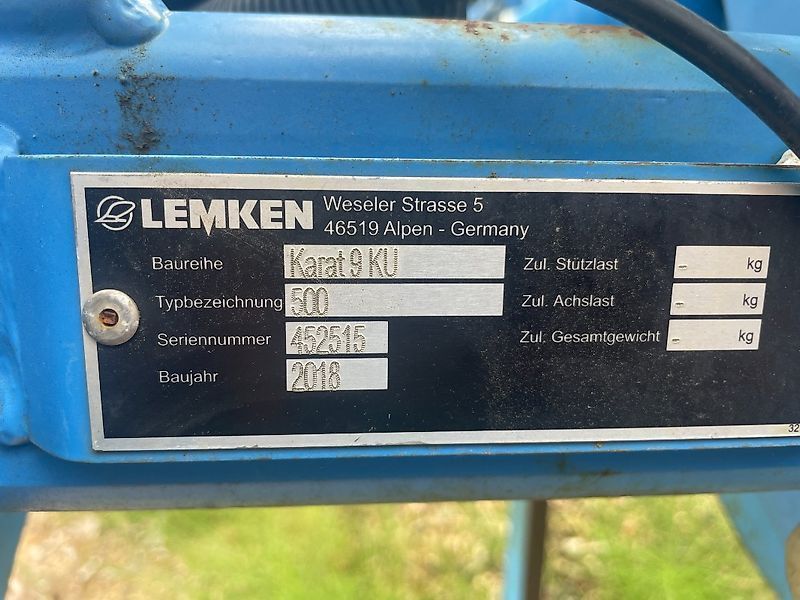 LEMKEN
Weseler Strasse 5
46519 Alpen - Germany
Baureihe Karat 9 KU
Typbezeichnung 500
Seriennummer 452515
Baujahr 2018
Zul. Stützlast - kg
Zul. Achslast - kg
Zul. Gesamtgewicht - kg
32